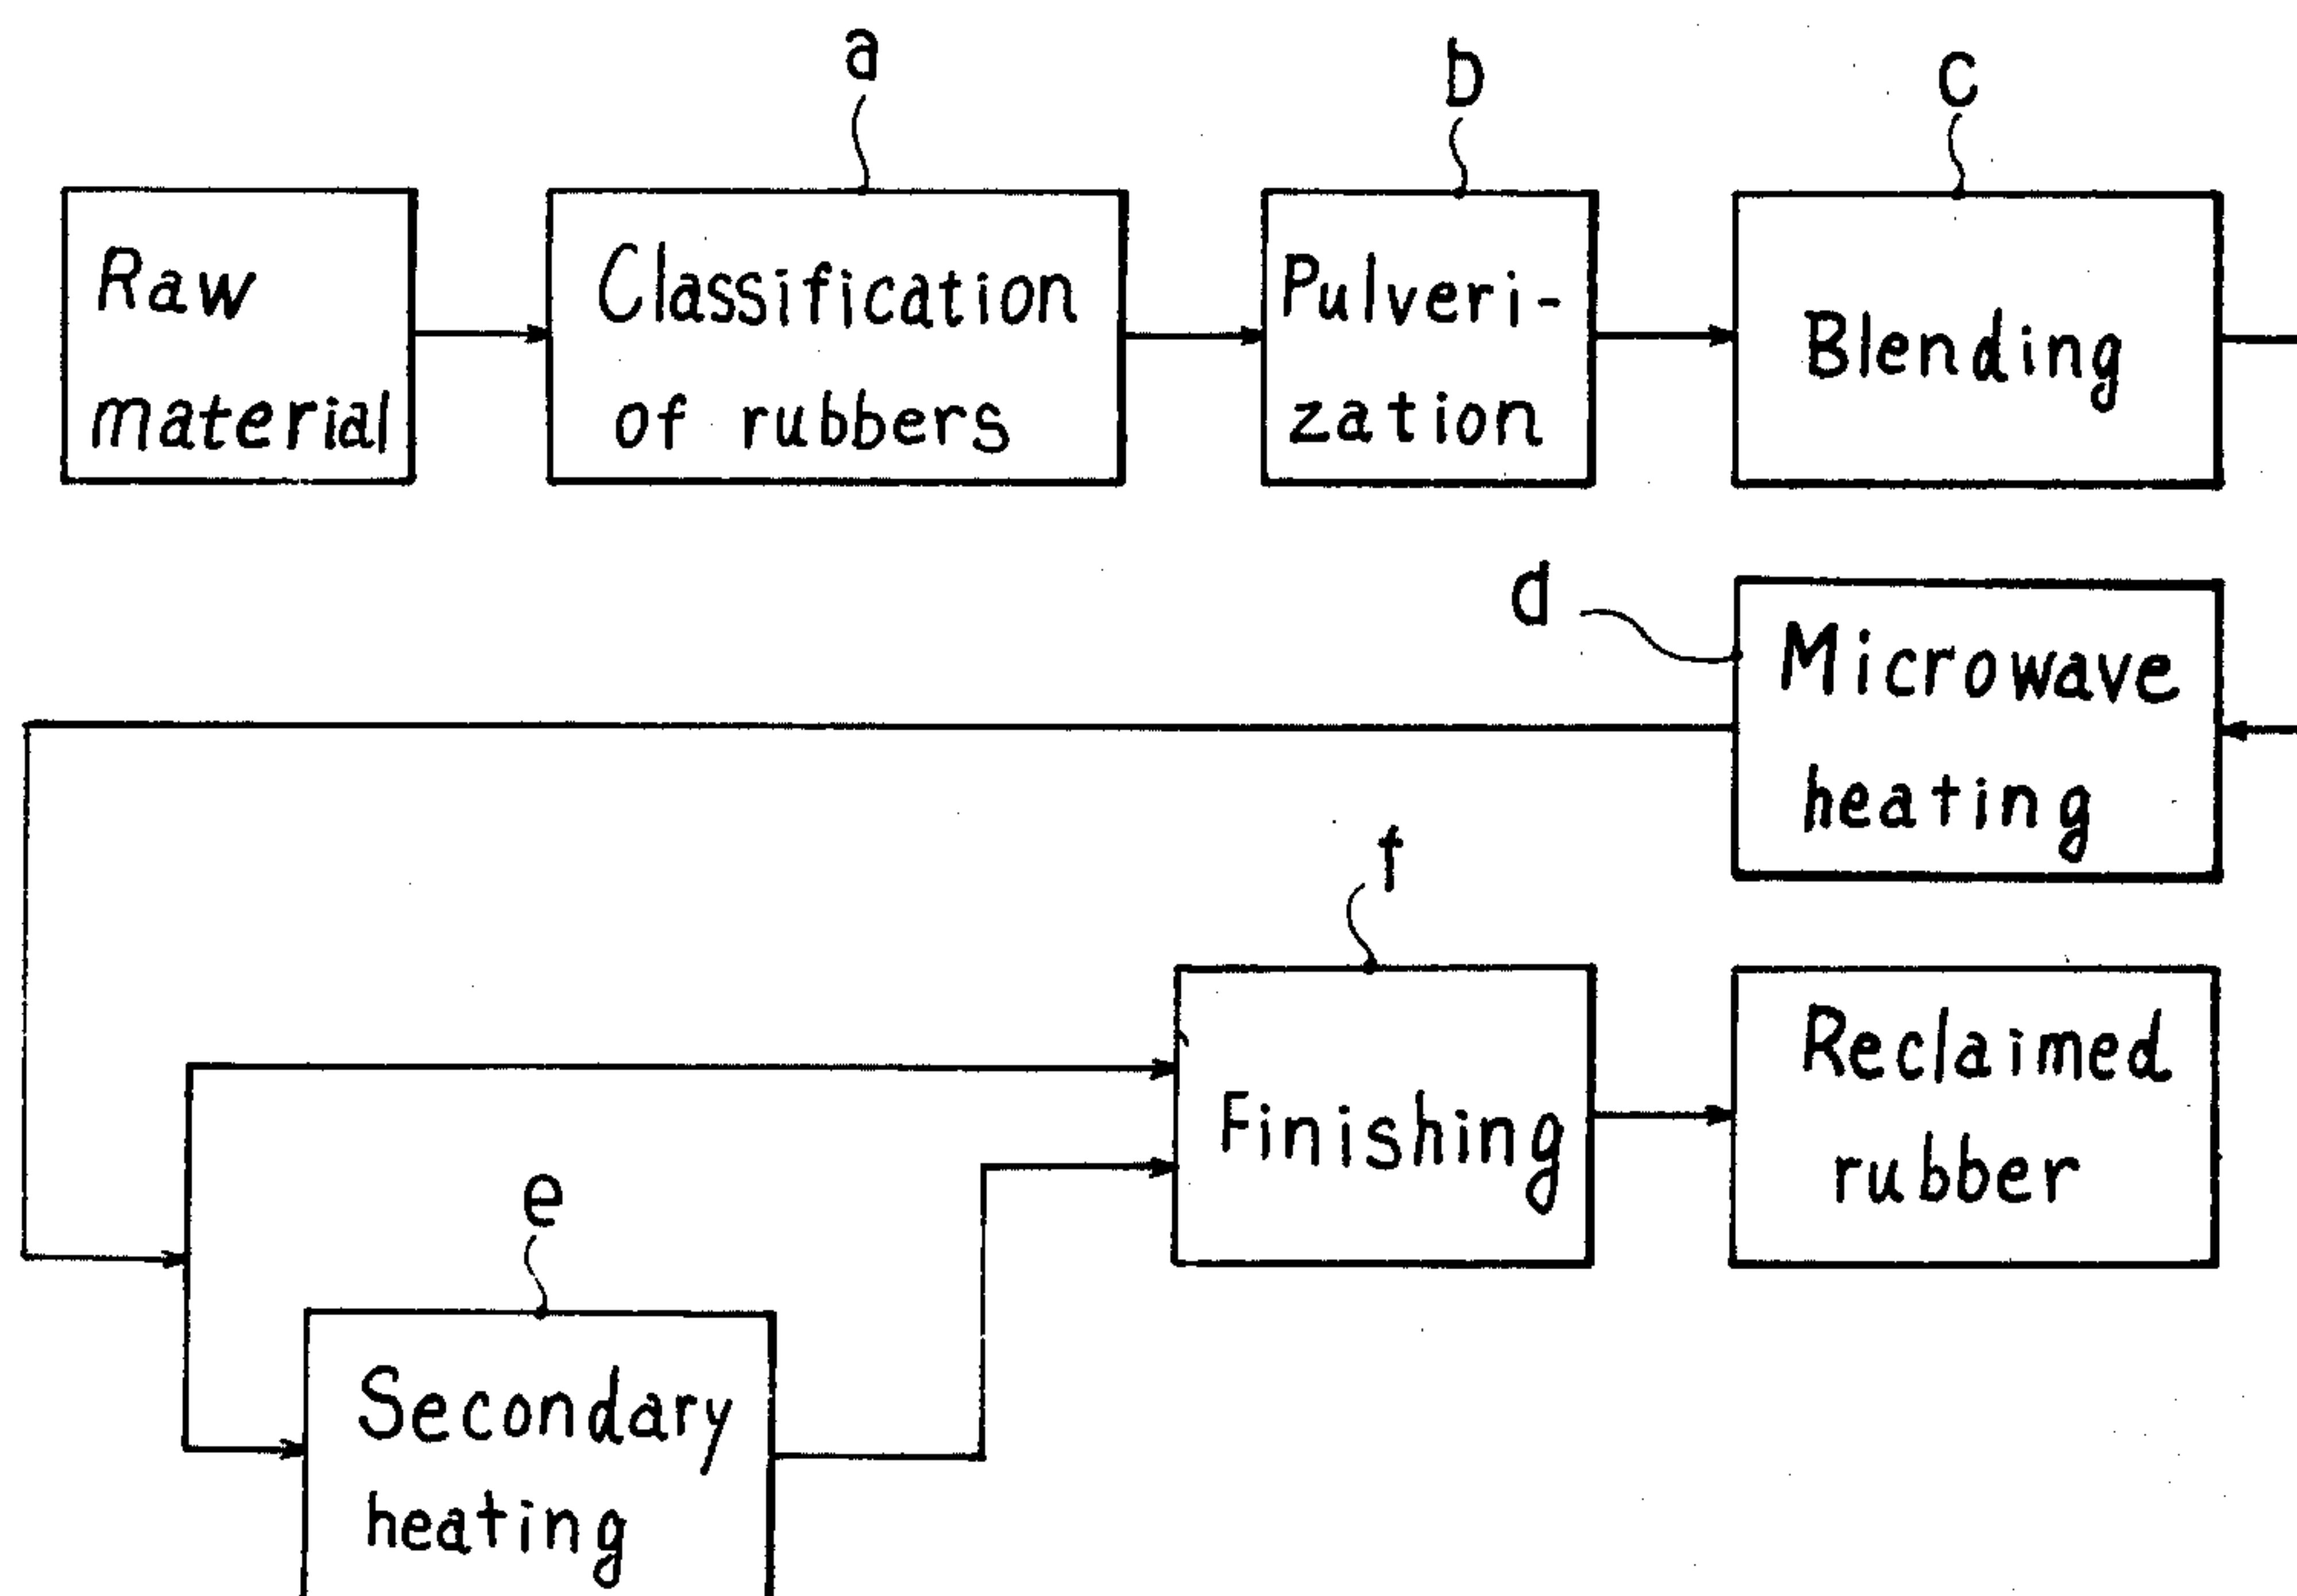 a
b
c
Raw
material
Classification
of rubbers
Pulveri-
zation
Blending
d
Microwave
heating
f
Finishing
Reclaimed
rubber
e
Secondary
heating